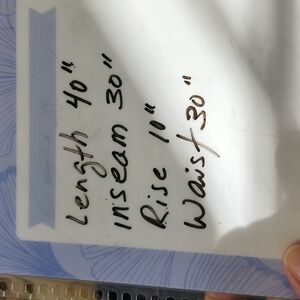 Length 40"
inseam 30"
Rise 10"
Waist 30"